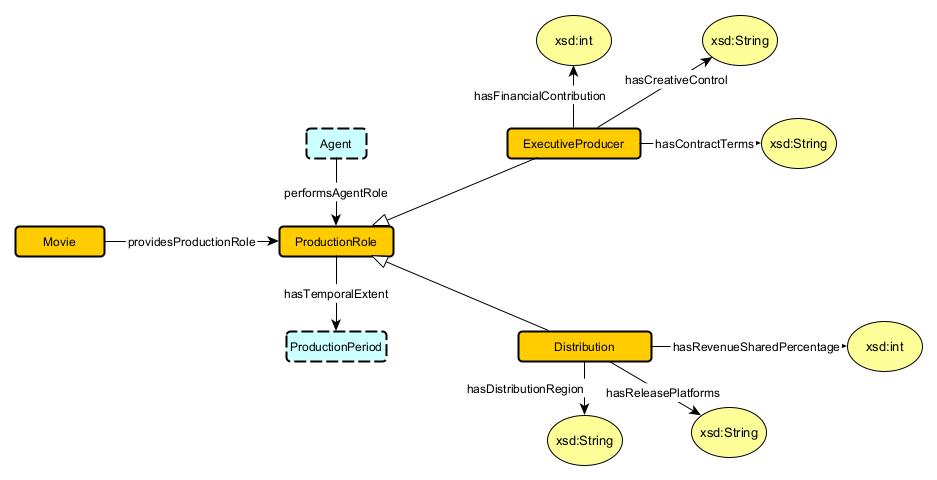 xsd:int
xsd:String
hasCreativeControl
hasFinancialContribution
Agent
ExecutiveProducer
hasContractTerms
xsd:String
performsAgentRole
Movie
providesProductionRole
ProductionRole
hasTemporalExtent
ProductionPeriod
Distribution
hasRevenueSharedPercentage
xsd:int
hasDistributionRegion
hasReleasePlatforms
xsd:String
xsd:String